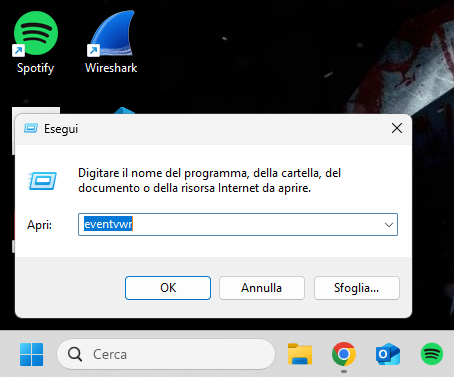 Spotify
Wireshark
Esegui
Digitare il nome del programma, della cartella, del
documento o della risorsa Internet da aprire.
Apri:
eventvwr
OK
Annulla
Sfoglia...
Cerca